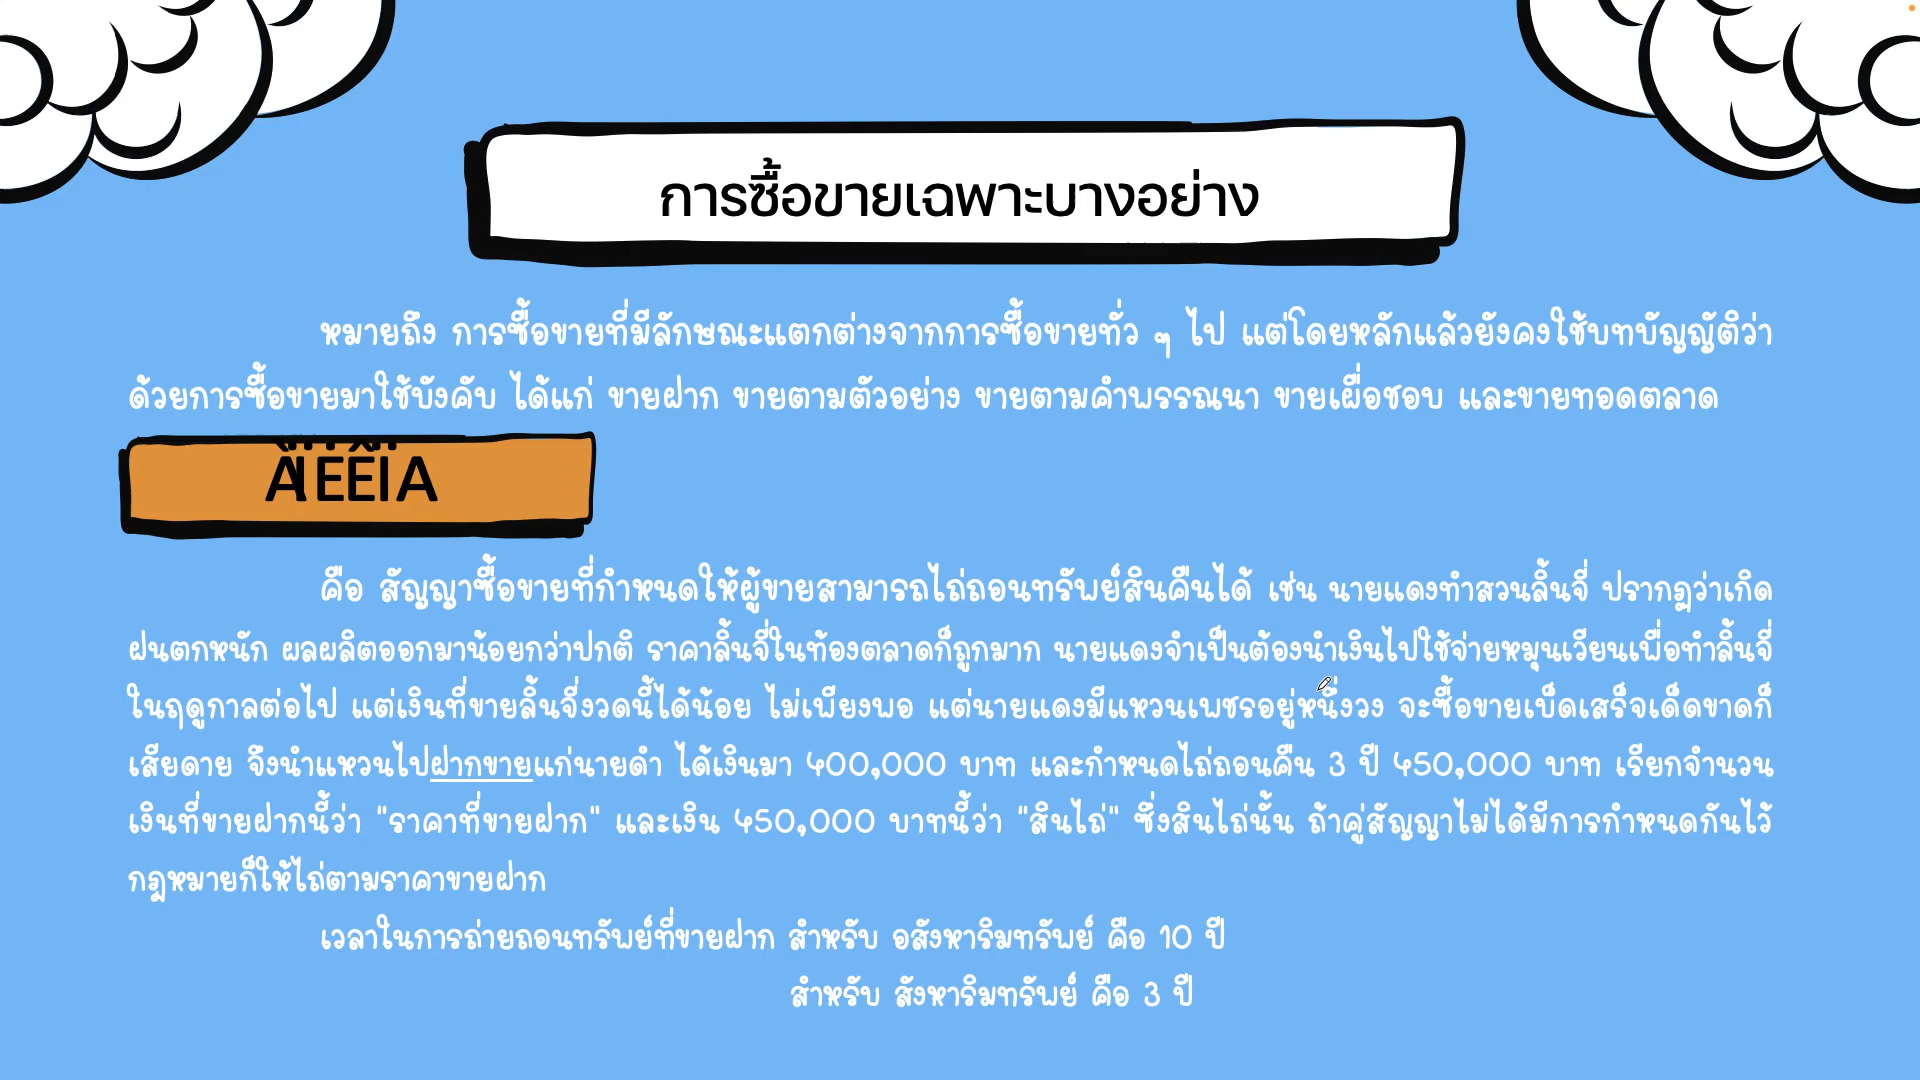 การซื้อขายเฉพาะบางอย่าง
หมายถึง การซื้อขายที่มีลักษณะแตกต่างจากการซื้อขายทั่ว ๆ ไป แต่โดยหลักแล้วยังคงใช้บทบัญญัติว่า
ด้วยการซื้อขายมาใช้บังคับ ได้แก่ ขายฝาก ขายตามตัวอย่าง ขายตามคำพรรณนา ขายเผื่อชอบ และขายทอดตลาด
คือ สัญญาซื้อขายที่กำหนดให้ผู้ขายสามารถไถ่ถอนทรัพย์สินคืนได้ เช่น นายแดงทำสวนลิ้นจี่ ปรากฏว่าเกิด
ฝนตกหนัก ผลผลิตออกมาน้อยกว่าปกติ ราคาลิ้นจี่ในท้องตลาดก็ถูกมาก นายแดงจำเป็นต้องนำเงินไปใช้จ่ายหมุนเวียนเพื่อทำลิ้นจี่
ในฤดูกาลต่อไป แต่เงินที่ขายลิ้นจี่งวดนี้ได้น้อย ไม่เพียงพอ แต่นายแดงมีแหวนเพชรอยู่หนึ่งวง จะซื้อขายเบ็ดเสร็จเด็ดขาดก็
เสียดาย จึงนำแหวนไปฝากขายแก่นายดำ ได้เงินมา 400,000 บาท และกำหนดไถ่ถอนคืน 3 ปี 450,000 บาท เรียกจำนวน
เงินที่ขายฝากนี้ว่า "ราคาที่ขายฝาก" และเงิน 450,000 บาทนี้ว่า "สินไถ่" ซึ่งสินไถ่นั้น ถ้าคู่สัญญาไม่ได้มีการกำหนดกันไว้
กฎหมายก็ให้ไถ่ตามราคาขายฝาก
เวลาในการถ่ายถอนทรัพย์ที่ขายฝาก สำหรับ อสังหาริมทรัพย์ คือ 10 ปี
สำหรับ สังหาริมทรัพย์ คือ 3 ปี